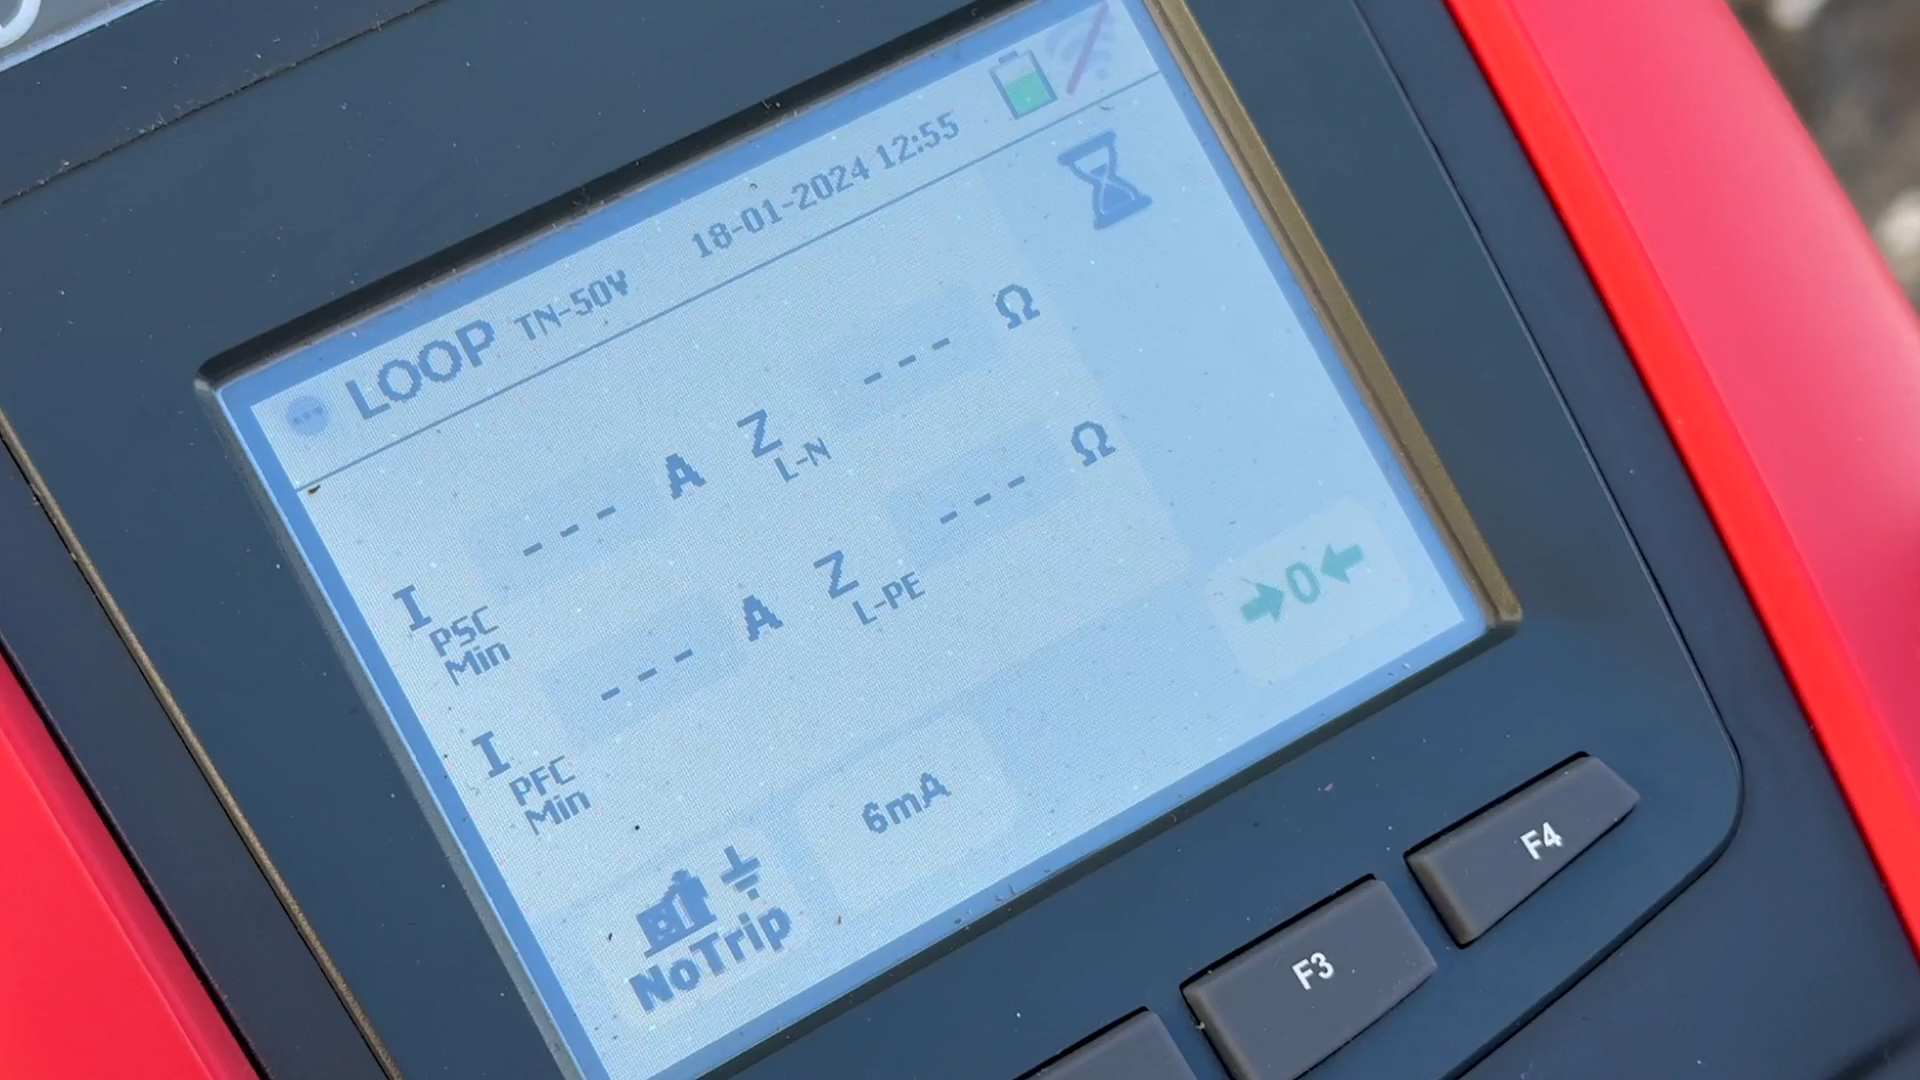 LOOP TN-50V 18-01-2024 12:55
--- A Z L-N --- Ω
I PSC Min
--- A Z L-PE --- Ω
I PFC Min
→0←
6mA
NoTrip
F3
F4